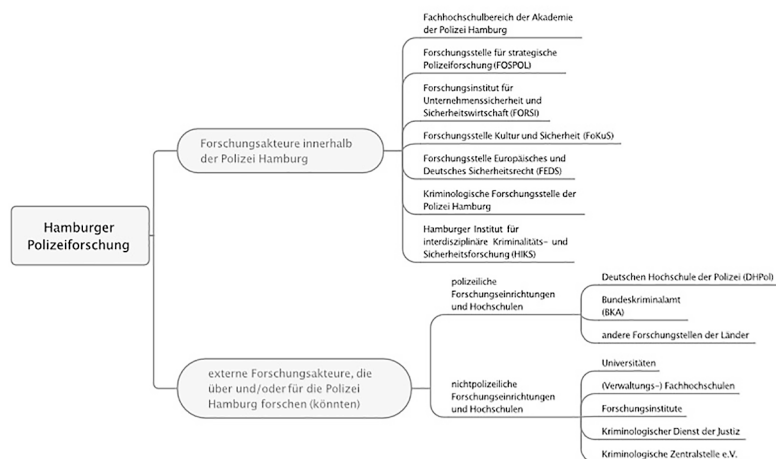 Hamburger
Polizeiforschung
Forschungsakteure innerhalb
der Polizei Hamburg
Fachhochschulbereich der Akademie
der Polizei Hamburg
Forschungsstelle für strategische
Polizeiforschung (FOSPOL)
Forschungsinstitut für
Unternehmenssicherheit und
Sicherheitswirtschaft (FORSI)
Forschungsstelle Kultur und Sicherheit (FoKuS)
Forschungsstelle Europäisches und
Deutsches Sicherheitsrecht (FEDS)
Kriminologische Forschungsstelle der
Polizei Hamburg
Hamburger Institut für
interdisziplinäre Kriminalitäts- und
Sicherheitsforschung (HIKS)
externe Forschungsakteure, die
über und/oder für die Polizei
Hamburg forschen (könnten)
polizeiliche
Forschungseinrichtungen
und Hochschulen
Deutschen Hochschule der Polizei (DHPol)
Bundeskriminalamt
(BKA)
andere Forschungstellen der Länder
nichtpolizeiliche
Forschungseinrichtungen
und Hochschulen
Universitäten
(Verwaltungs-) Fachhochschulen
Forschungsinstitute
Kriminologischer Dienst der Justiz
Kriminologische Zentralstelle e.V.